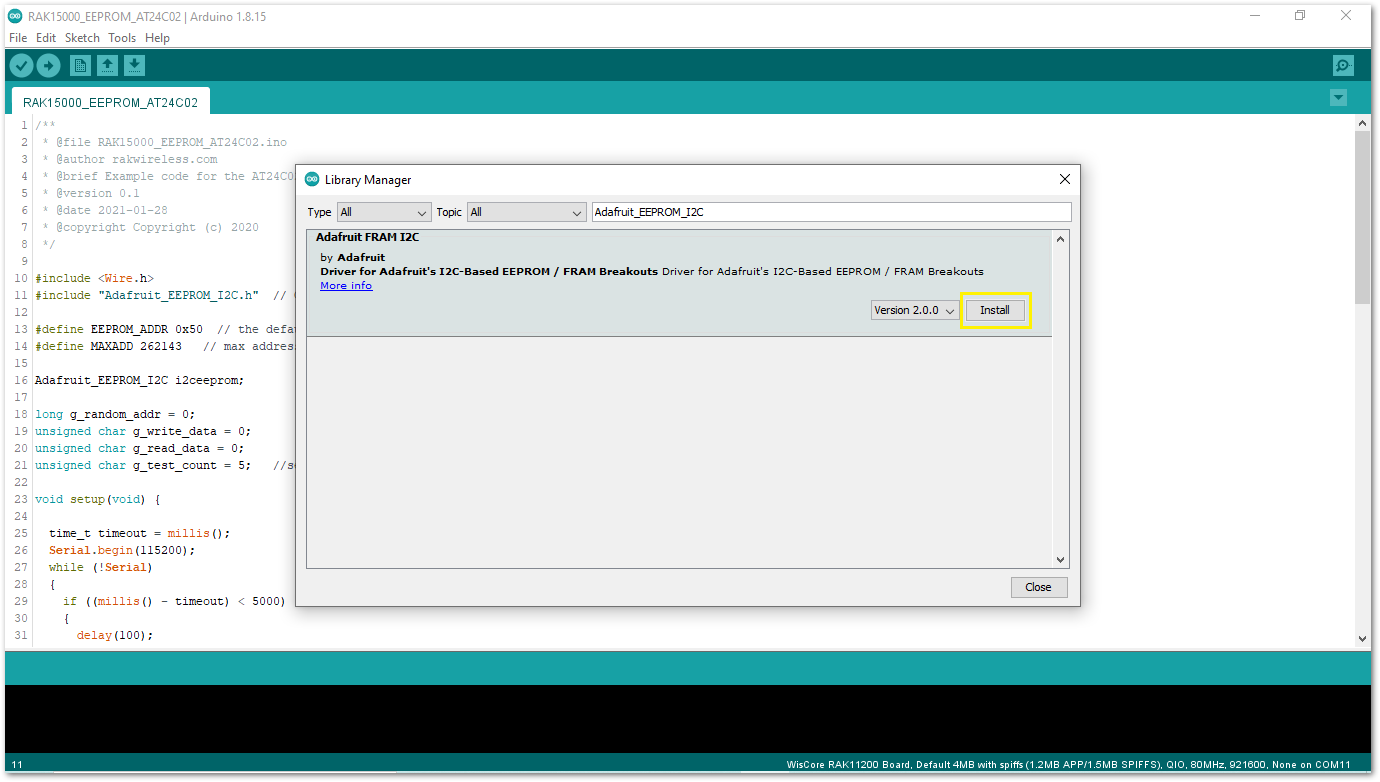 RAK15000_EEPROM_AT24C02 | Arduino 1.8.15
File Edit Sketch Tools Help
RAK15000_EEPROM_AT24C02
1 /**
2 * @file RAK15000_EEPROM_AT24C02.ino
3 * @author rakwireless.com
4 * @brief Example code for the AT24C0
5 * @version 0.1
6 * @date 2021-01-28
7 * @copyright Copyright (c) 2020
8 */
9
10 #include <Wire.h>
11 #include "Adafruit_EEPROM_I2C.h" //
12
13 #define EEPROM_ADDR 0x50 // the defa
14 #define MAXADD 262143 // max address
15
16 Adafruit_EEPROM_I2C i2ceeprom;
17
18 long g_random_addr = 0;
19 unsigned char g_write_data = 0;
20 unsigned char g_read_data = 0;
21 unsigned char g_test_count = 5; //s
22
23 void setup(void) {
24
25 time_t timeout = millis();
26 Serial.begin(115200);
27 while (!Serial)
28 {
29 if ((millis() - timeout) < 5000)
30 {
31 delay(100);
Library Manager
Type All Topic All Adafruit_EEPROM_I2C
Adafruit FRAM I2C
by Adafruit
Driver for Adafruit's I2C-Based EEPROM / FRAM Breakouts Driver for Adafruit's I2C-Based EEPROM / FRAM Breakouts
More info
Version 2.0.0 Install
Close
11 WisCore RAK11200 Board, Default 4MB with spiffs (1.2MB APP/1.5MB SPIFFS), QIO, 80MHz, 921600, None on COM11